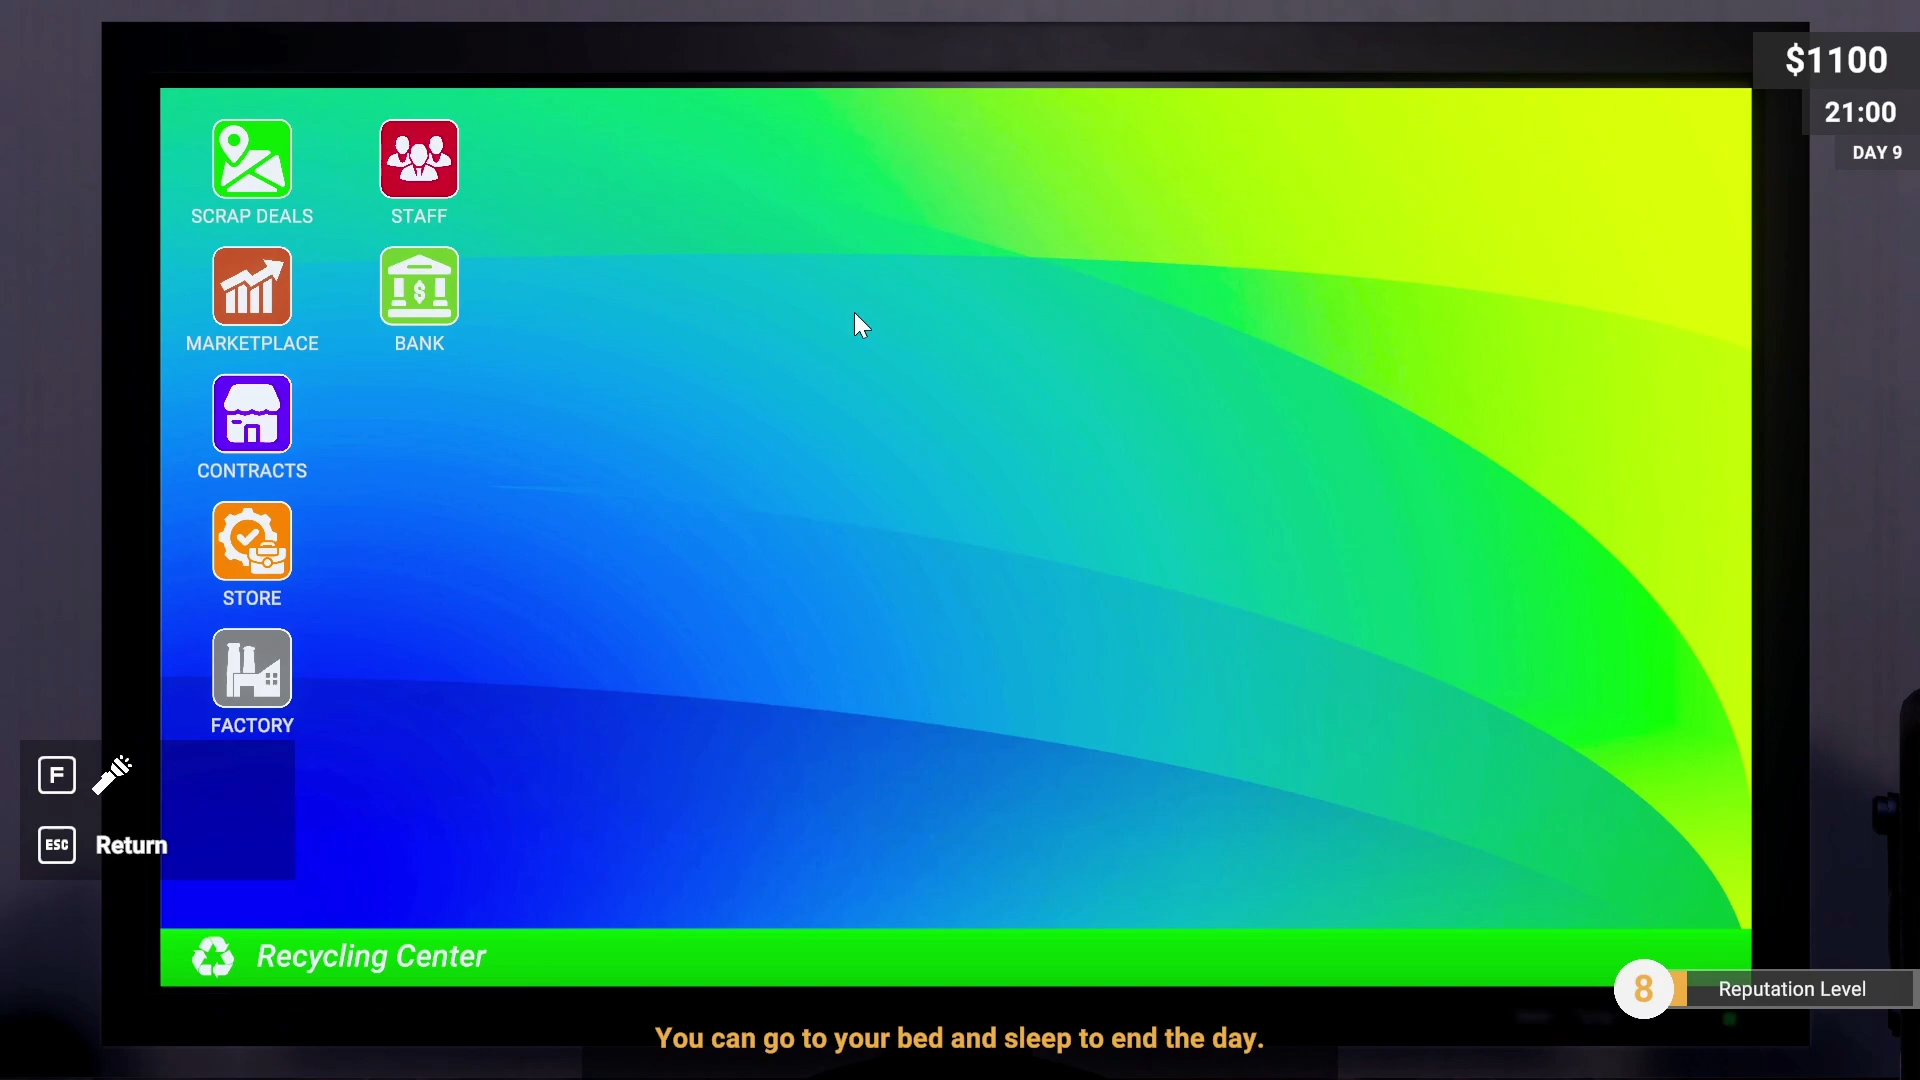 $1100
21:00
DAY 9
SCRAP DEALS
STAFF
MARKETPLACE
BANK
CONTRACTS
STORE
FACTORY
F
ESC Return
Recycling Center
8 Reputation Level
You can go to your bed and sleep to end the day.